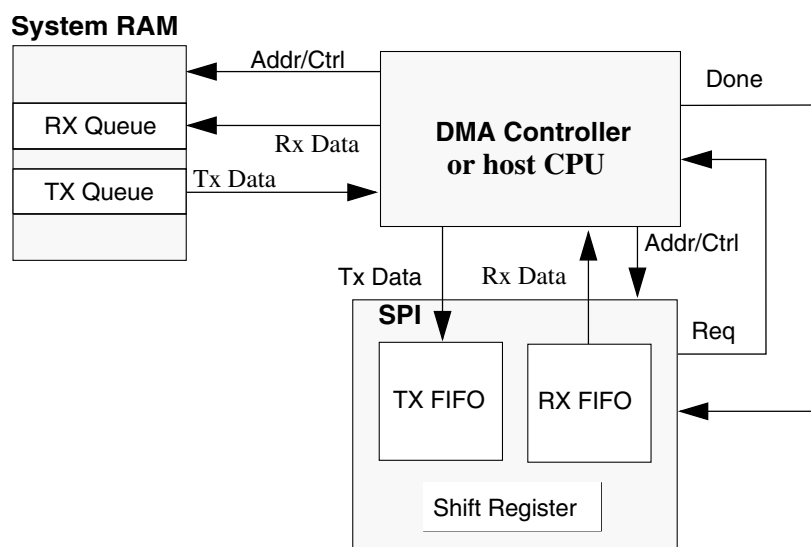 System RAM
Addr/Ctrl
Done
RX Queue
Rx Data
DMA Controller
or host CPU
TX Queue
Tx Data
Addr/Ctrl
Tx Data
Rx Data
SPI
Req
TX FIFO
RX FIFO
Shift Register